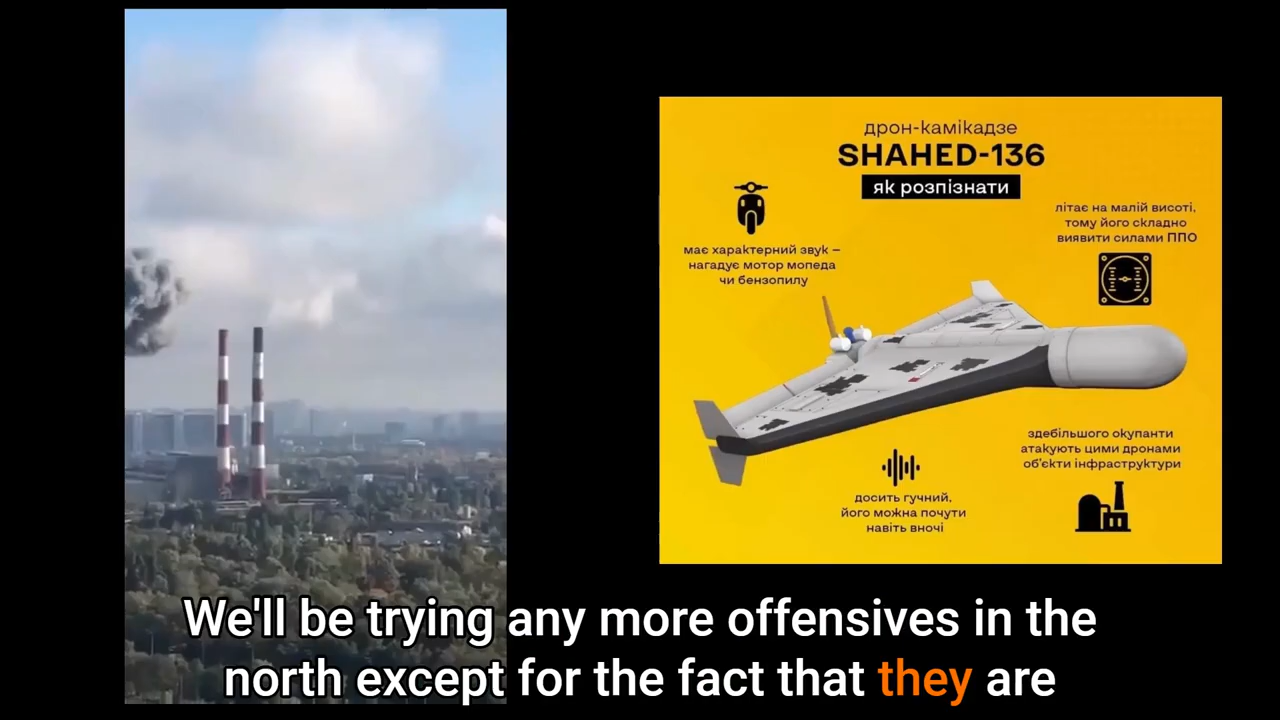 дрон-камікадзе
SHAHED-136
як розпізнати
має характерний звук –
нагадує мотор мопеда
чи бензопилу
літає на малій висоті,
тому його складно
виявити силами ППО
досить гучний,
його можна почути
навіть вночі
здебільшого окупанти
атакують цими дронами
об'єкти інфраструктури
We'll be trying any more offensives in the
north except for the fact that they are